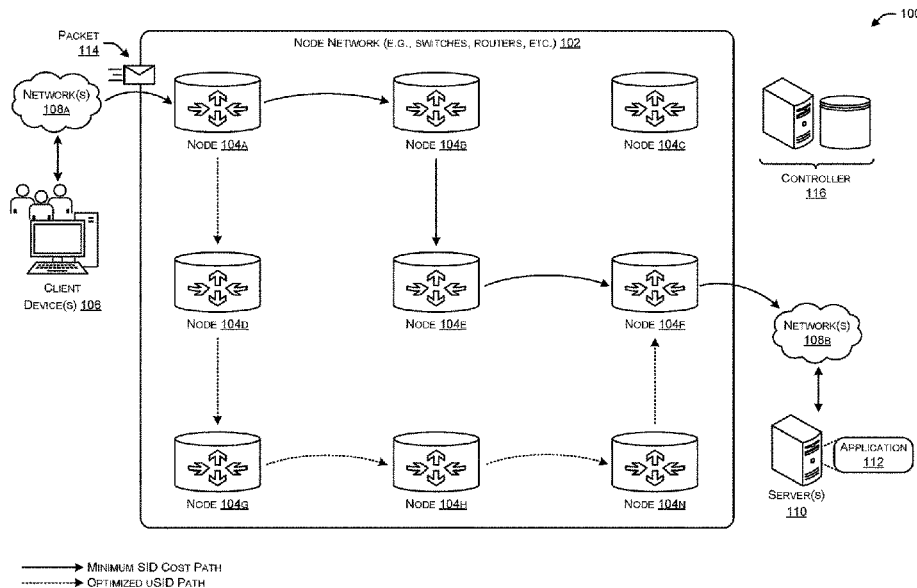 100
PACKET
114
NODE NETWORK (E.G., SWITCHES, ROUTERS, ETC.) 102
NETWORK(S)
108A
NODE 104A
NODE 104B
NODE 104C
CONTROLLER
116
CLIENT
DEVICE(S) 106
NODE 104D
NODE 104E
NODE 104F
NETWORK(S)
108B
APPLICATION
112
NODE 104G
NODE 104H
NODE 104N
SERVER(S)
110
MINIMUM SID COST PATH
OPTIMIZED USID PATH